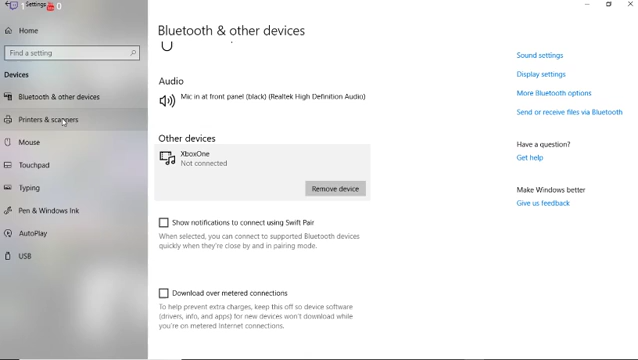 Settings
1
0
Home
Find a setting
Devices
Bluetooth & other devices
Printers & scanners
Mouse
Touchpad
Typing
Pen & Windows Ink
AutoPlay
USB
Bluetooth & other devices
Audio
Mic in at front panel (black) (Realtek High Definition Audio)
Other devices
XboxOne
Not connected
Remove device
Show notifications to connect using Swift Pair
When selected, you can connect to supported Bluetooth devices
quickly when they're close by and in pairing mode.
Download over metered connections
To help prevent extra charges, keep this off so device software
(drivers, info, and apps) for new devices won't download while
you're on metered Internet connections.
Sound settings
Display settings
More Bluetooth options
Send or receive files via Bluetooth
Have a question?
Get help
Make Windows better
Give us feedback